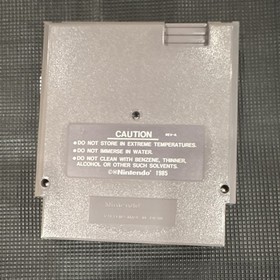 CAUTION REV-A
•DO NOT STORE IN EXTREME TEMPERATURES.
•DO NOT IMMERSE IN WATER.
•DO NOT CLEAN WITH BENZENE, THINNER,
ALCOHOL OR OTHER SUCH SOLVENTS.
©®Nintendo® 1985